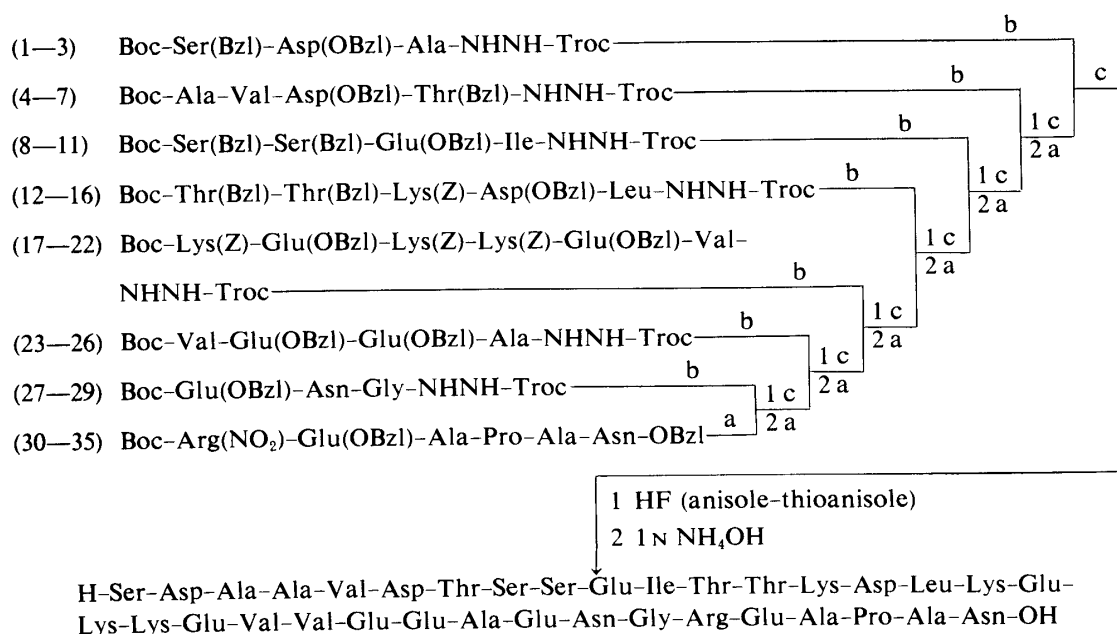 (1—3) Boc–Ser(Bzl)–Asp(OBzl)–Ala–NHNH–Troc b
c
(4—7) Boc–Ala–Val–Asp(OBzl)–Thr(Bzl)–NHNH–Troc b
1 c
2 a
(8—11) Boc–Ser(Bzl)–Ser(Bzl)–Glu(OBzl)–Ile–NHNH–Troc b
1 c
2 a
(12—16) Boc–Thr(Bzl)–Thr(Bzl)–Lys(Z)–Asp(OBzl)–Leu–NHNH–Troc b
1 c
2 a
(17—22) Boc–Lys(Z)–Glu(OBzl)–Lys(Z)–Lys(Z)–Glu(OBzl)–Val–
NHNH–Troc b
1 c
2 a
(23—26) Boc–Val–Glu(OBzl)–Glu(OBzl)–Ala–NHNH–Troc b
1 c
2 a
(27—29) Boc–Glu(OBzl)–Asn–Gly–NHNH–Troc b
1 c
2 a
(30—35) Boc–Arg(NO₂)–Glu(OBzl)–Ala–Pro–Ala–Asn–OBzl a
1 HF (anisole–thioanisole)
2 1N NH₄OH
H–Ser–Asp–Ala–Ala–Val–Asp–Thr–Ser–Ser–Glu–Ile–Thr–Thr–Lys–Asp–Leu–Lys–Glu–
Lys–Lys–Glu–Val–Val–Glu–Glu–Ala–Glu–Asn–Gly–Arg–Glu–Ala–Pro–Ala–Asn–OH